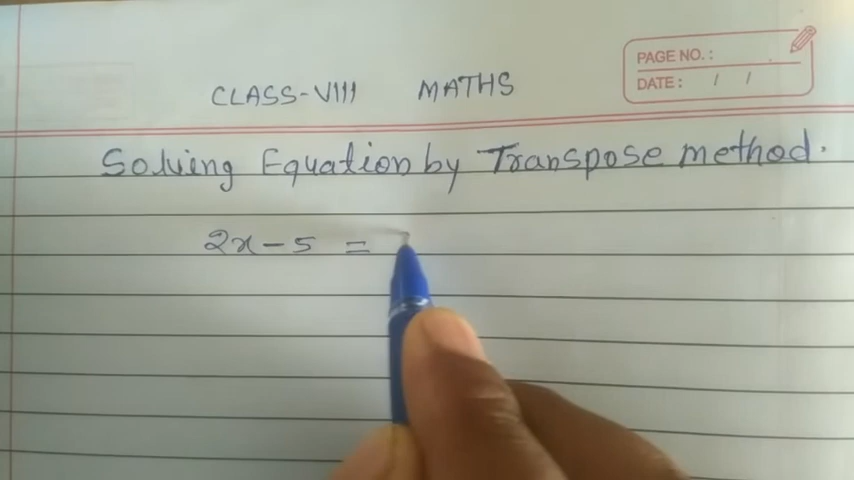 PAGE NO.:
DATE: / /
CLASS-VIII MATHS
Solving Equation by Transpose method.
2x-5 =